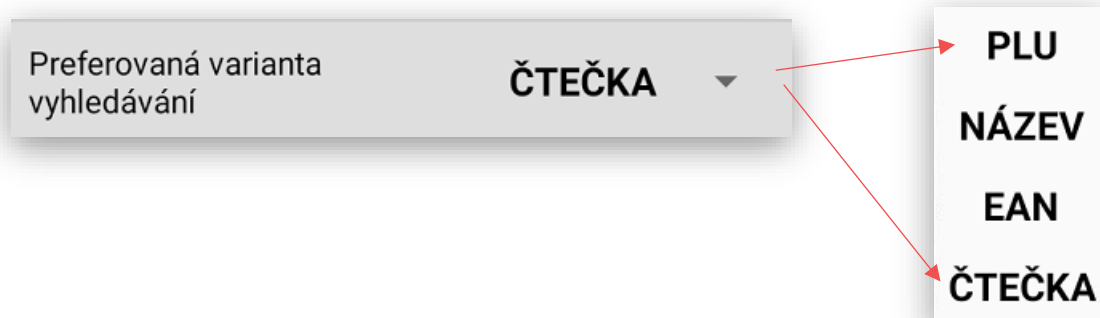 Preferovaná varianta
vyhledávání
ČTEČKA
PLU
NÁZEV
EAN
ČTEČKA